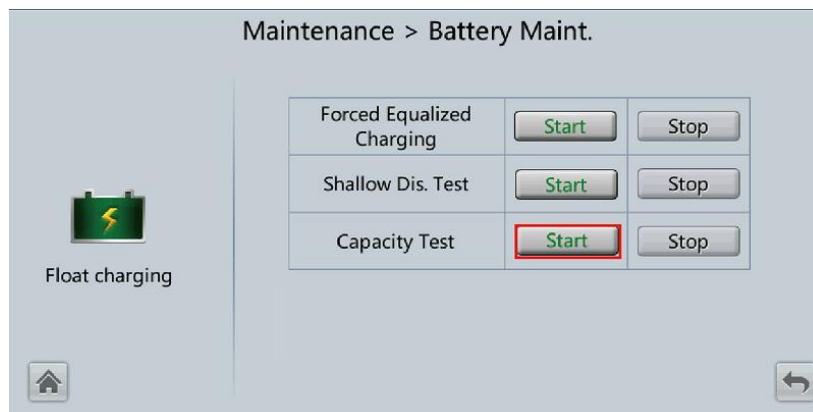 Maintenance > Battery Maint.
Forced Equalized
Charging
Start
Stop
Shallow Dis. Test
Start
Stop
Capacity Test
Start
Stop
Float charging